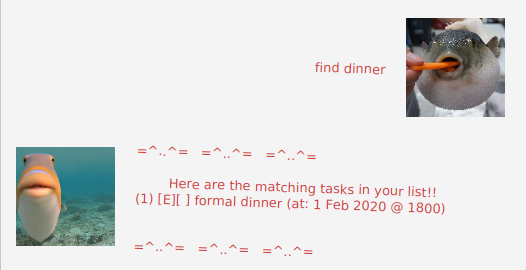 find dinner
=^..^= =^..^= =^..^=
Here are the matching tasks in your list!!
(1) [E][ ] formal dinner (at: 1 Feb 2020 @ 1800)
=^..^= =^..^= =^..^=